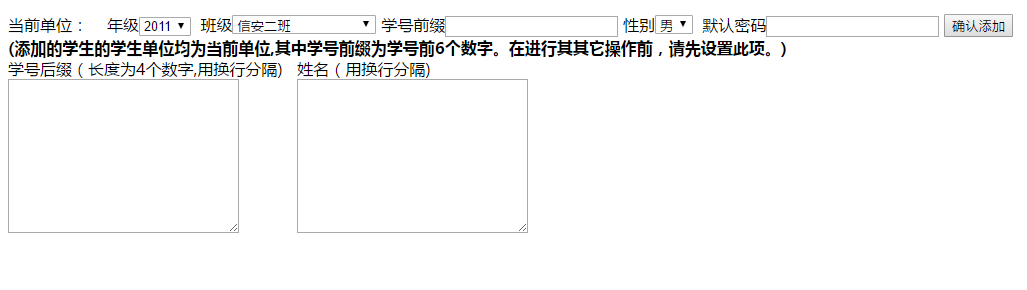 当前单位： 年级 2011 班级 信安二班 学号前缀 性别 男 默认密码 确认添加
(添加的学生的学生单位均为当前单位,其中学号前缀为学号前6个数字。在进行其其它操作前，请先设置此项。)
学号后缀（长度为4个数字,用换行分隔) 姓名（用换行分隔)